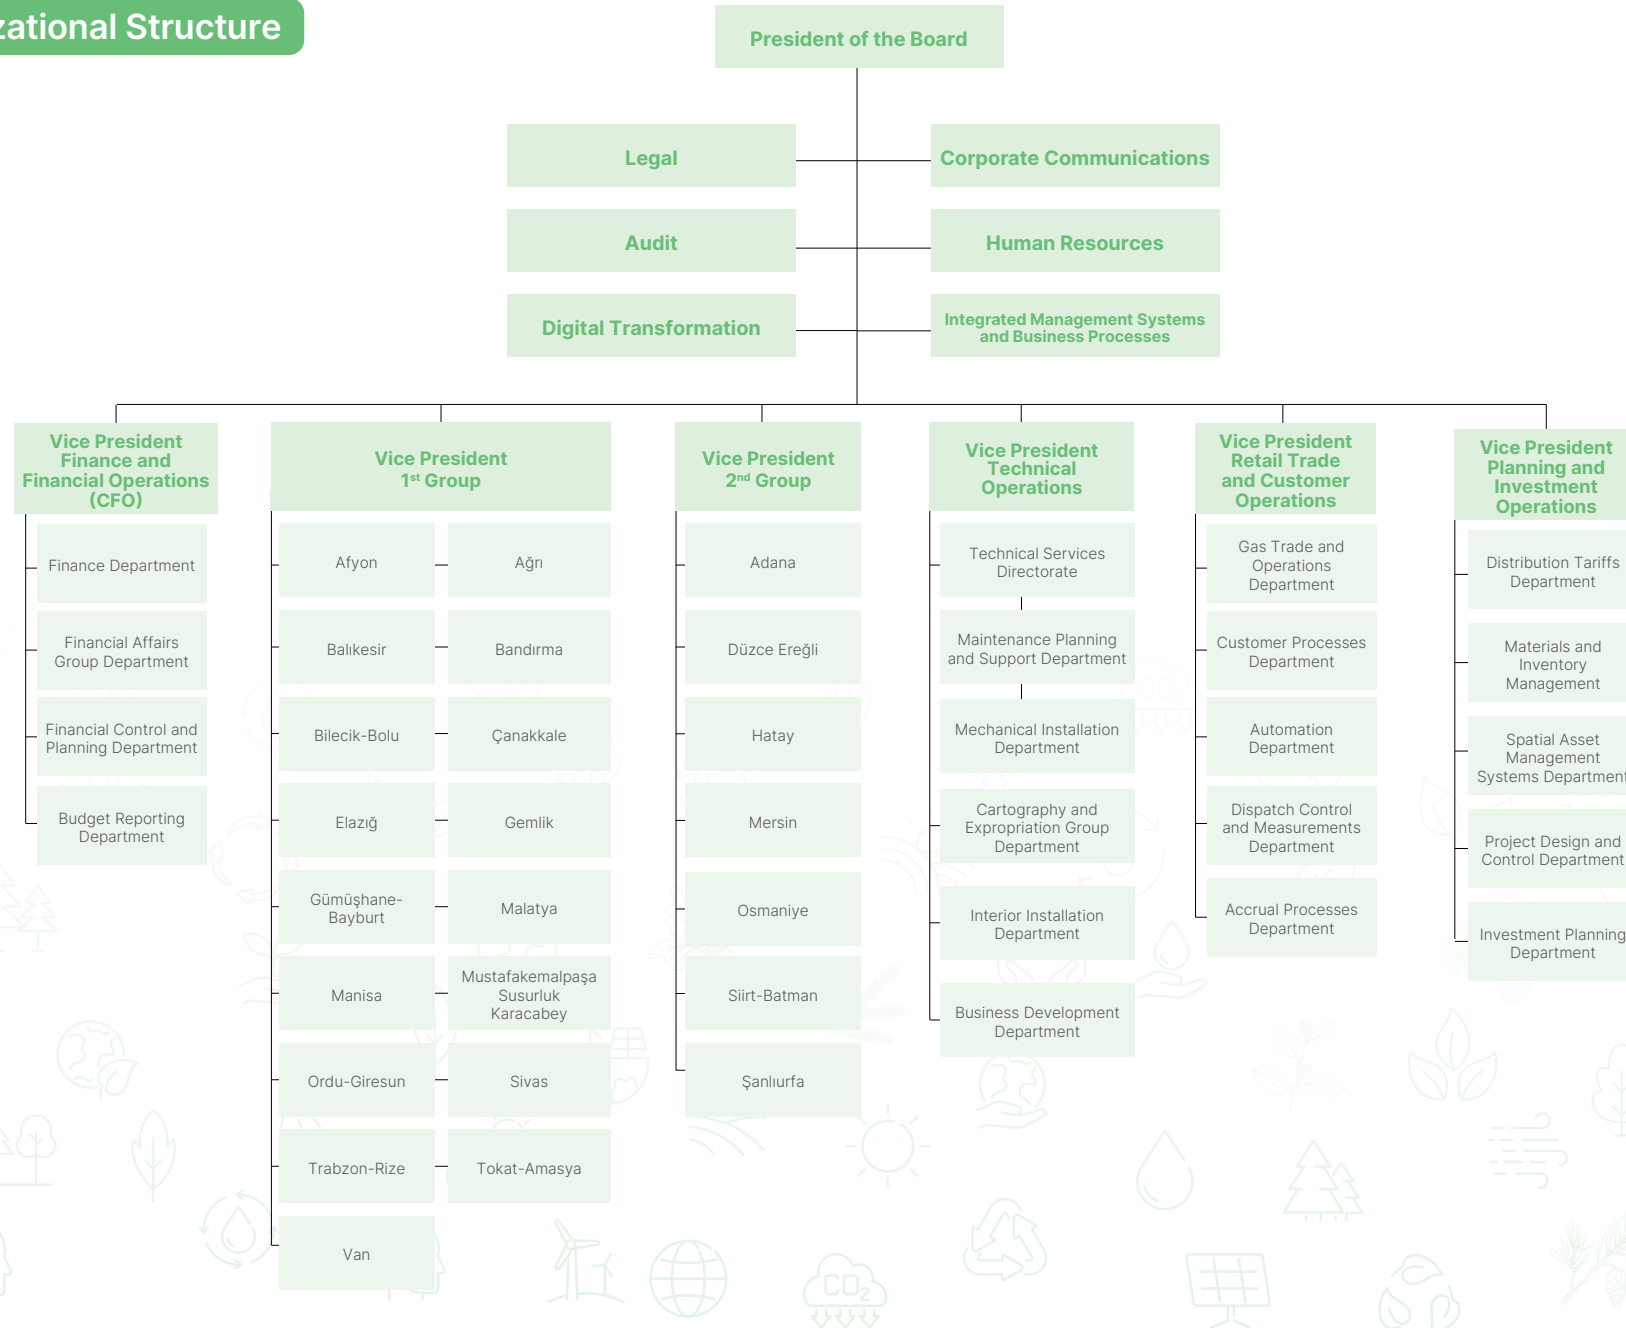 zational Structure
President of the Board
Legal
Corporate Communications
Audit
Human Resources
Digital Transformation
Integrated Management Systems
and Business Processes
Vice President
Finance and
Financial Operations
(CFO)
Finance Department
Financial Affairs
Group Department
Financial Control and
Planning Department
Budget Reporting
Department
Vice President
1st Group
Afyon
Ağrı
Balıkesir
Bandırma
Bilecik-Bolu
Çanakkale
Elazığ
Gemlik
Gümüşhane-
Bayburt
Malatya
Manisa
Mustafakemalpaşa
Susurluk
Karacabey
Ordu-Giresun
Sivas
Trabzon-Rize
Tokat-Amasya
Van
Vice President
2nd Group
Adana
Düzce Ereğli
Hatay
Mersin
Osmaniye
Siirt-Batman
Şanlıurfa
Vice President
Technical
Operations
Technical Services
Directorate
Maintenance Planning
and Support Department
Mechanical Installation
Department
Cartography and
Expropriation Group
Department
Interior Installation
Department
Business Development
Department
Vice President
Retail Trade
and Customer
Operations
Gas Trade and
Operations
Department
Customer Processes
Department
Automation
Department
Dispatch Control
and Measurements
Department
Accrual Processes
Department
Vice President
Planning and
Investment
Operations
Distribution Tariffs
Department
Materials and
Inventory
Management
Spatial Asset
Management
Systems Department
Project Design and
Control Department
Investment Planning
Department
CO2
CO2